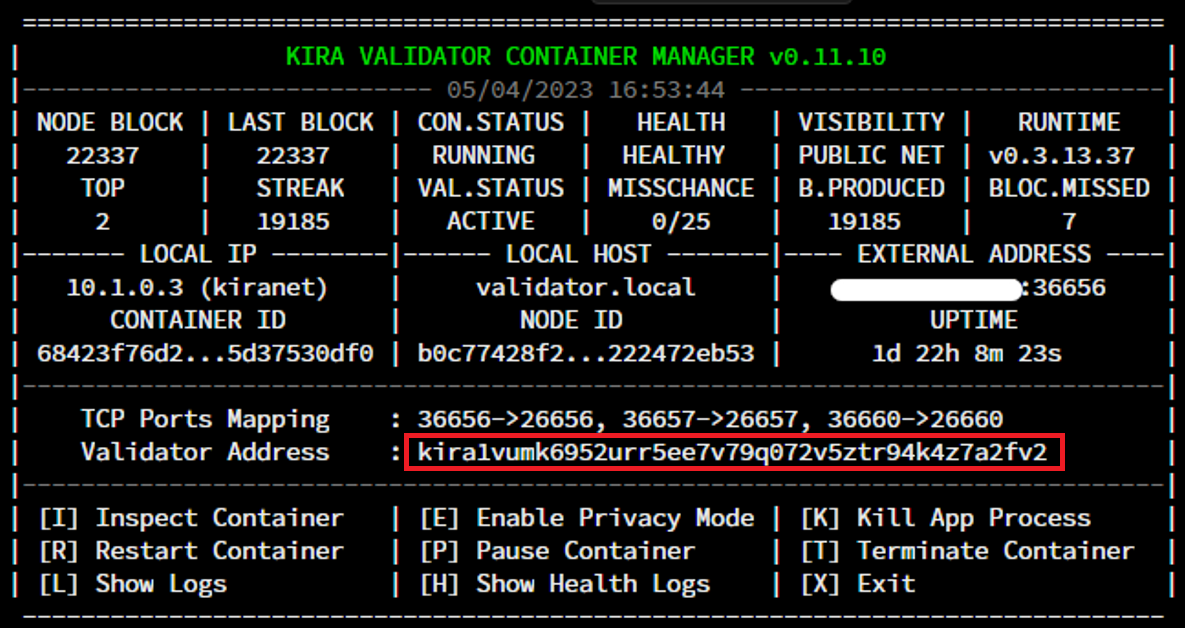 ==============================================================================
| KIRA VALIDATOR CONTAINER MANAGER v0.11.10 |
|---------------------------- 05/04/2023 16:53:44 -----------------------------|
| NODE BLOCK | LAST BLOCK | CON.STATUS | HEALTH | VISIBILITY | RUNTIME |
| 22337 | 22337 | RUNNING | HEALTHY | PUBLIC NET | v0.3.13.37 |
| TOP | STREAK | VAL.STATUS | MISSCHANCE | B.PRODUCED | BLOC.MISSED |
| 2 | 19185 | ACTIVE | 0/25 | 19185 | 7 |
|------- LOCAL IP --------|------ LOCAL HOST -------|---- EXTERNAL ADDRESS ----|
| 10.1.0.3 (kiranet) | validator.local | :36656 |
| CONTAINER ID | NODE ID | UPTIME |
| 68423f76d2...5d37530df0 | b0c77428f2...222472eb53 | 1d 22h 8m 23s |
|------------------------------------------------------------------------------|
| TCP Ports Mapping : 36656->26656, 36657->26657, 36660->26660 |
| Validator Address : kira1vumk6952urr5ee7v79q072v5ztr94k4z7a2fv2 |
|------------------------------------------------------------------------------|
| [I] Inspect Container | [E] Enable Privacy Mode | [K] Kill App Process |
| [R] Restart Container | [P] Pause Container | [T] Terminate Container |
| [L] Show Logs | [H] Show Health Logs | [X] Exit |
------------------------------------------------------------------------------